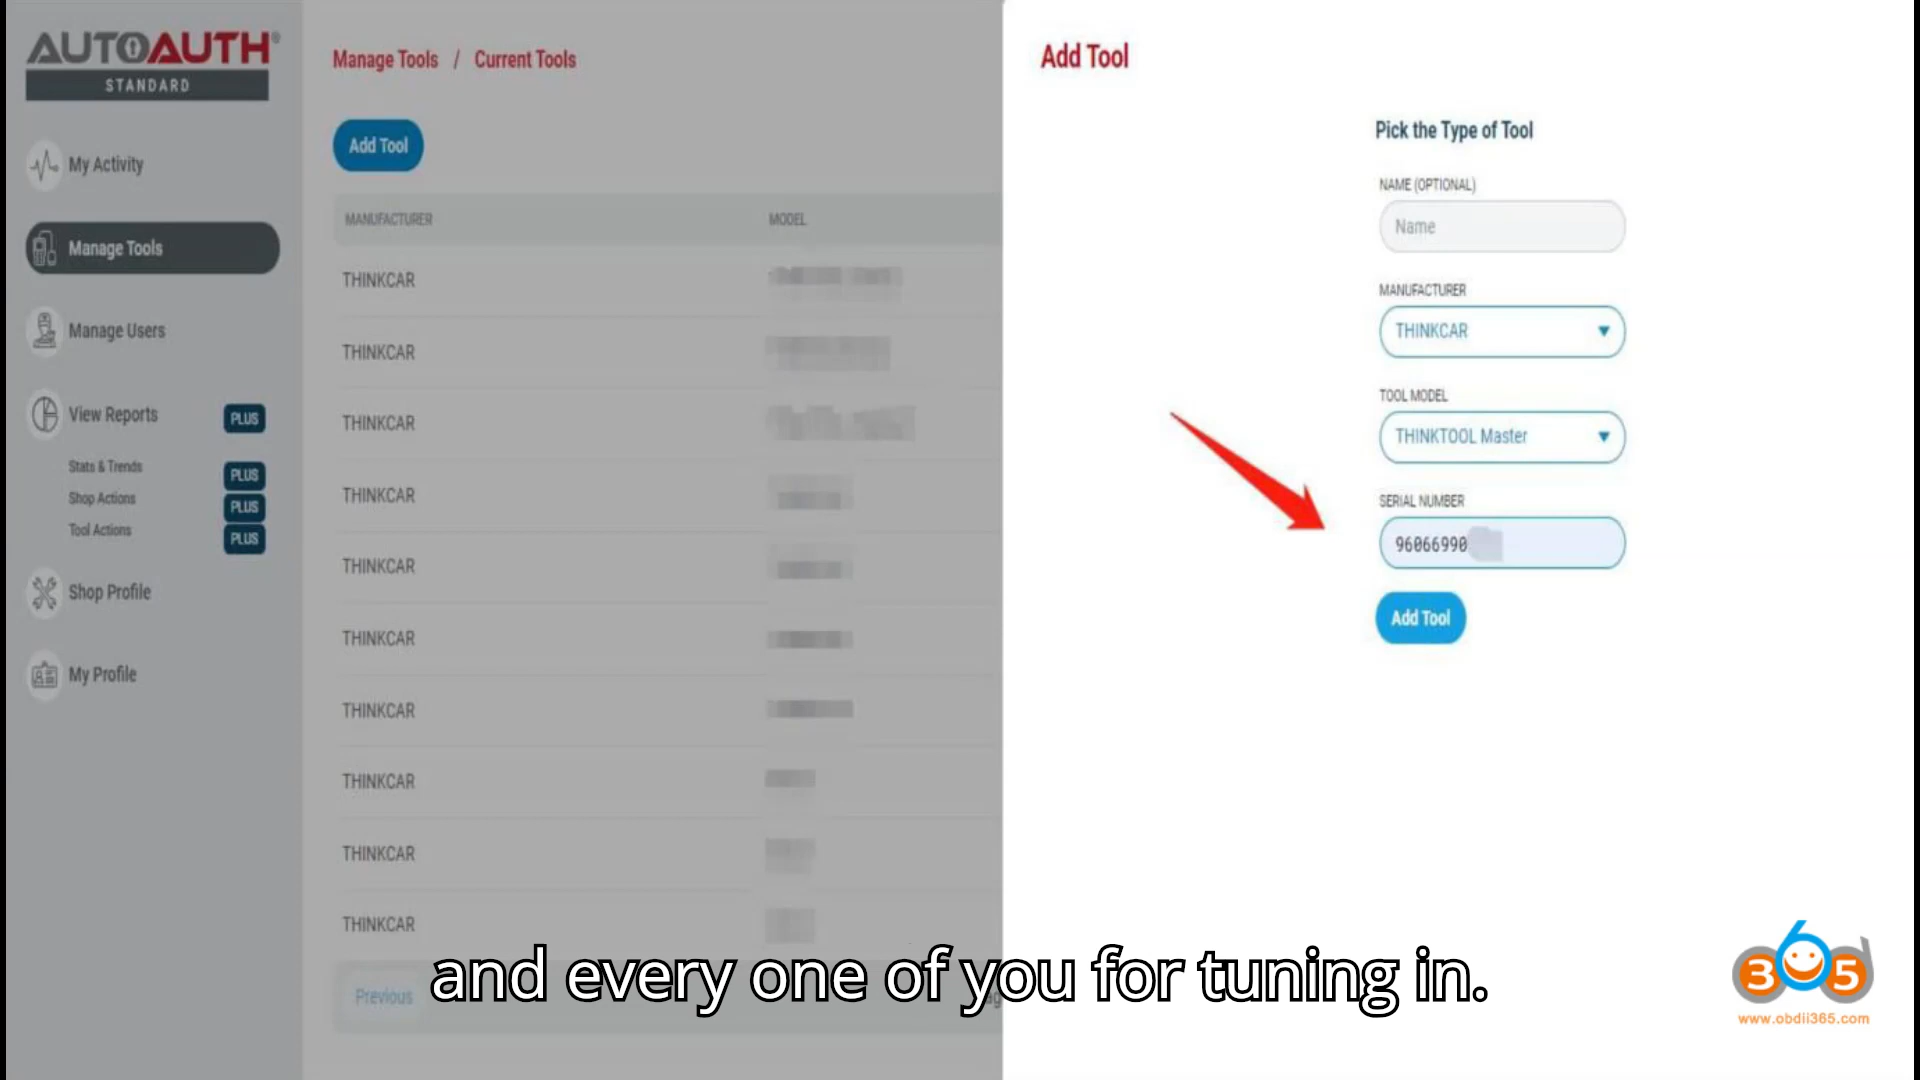 AUTOAUTH®
STANDARD
My Activity
Manage Tools
Manage Users
View Reports PLUS
Stats & Trends PLUS
Shop Actions PLUS
Tool Actions PLUS
Shop Profile
My Profile
Manage Tools / Current Tools
Add Tool
MANUFACTURER MODEL
THINKCAR
THINKCAR
THINKCAR
THINKCAR
THINKCAR
THINKCAR
THINKCAR
THINKCAR
THINKCAR
THINKCAR
Previous
Add Tool
Pick the Type of Tool
NAME (OPTIONAL)
Name
MANUFACTURER
THINKCAR
TOOL MODEL
THINKTOOL Master
SERIAL NUMBER
96066990
Add Tool
and every one of you for tuning in.
365
www.obdii365.com